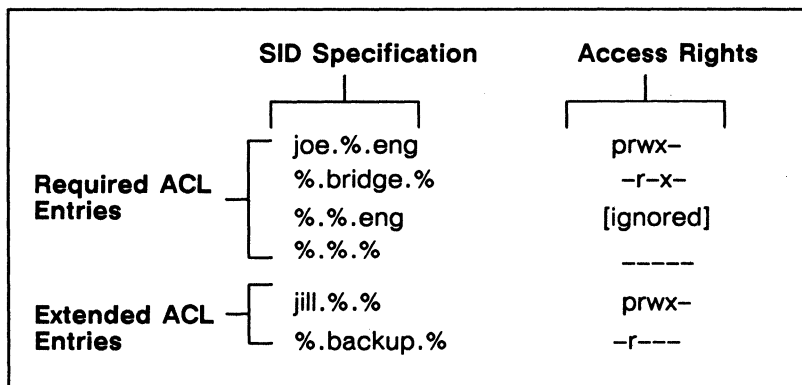 SID Specification Access Rights
joe.%.eng prwx-
%.bridge.% -r-x-
Required ACL Entries
%.%.eng [ignored]
%.%.% -----
jill.%.% prwx-
Extended ACL Entries
%.backup.% -r---